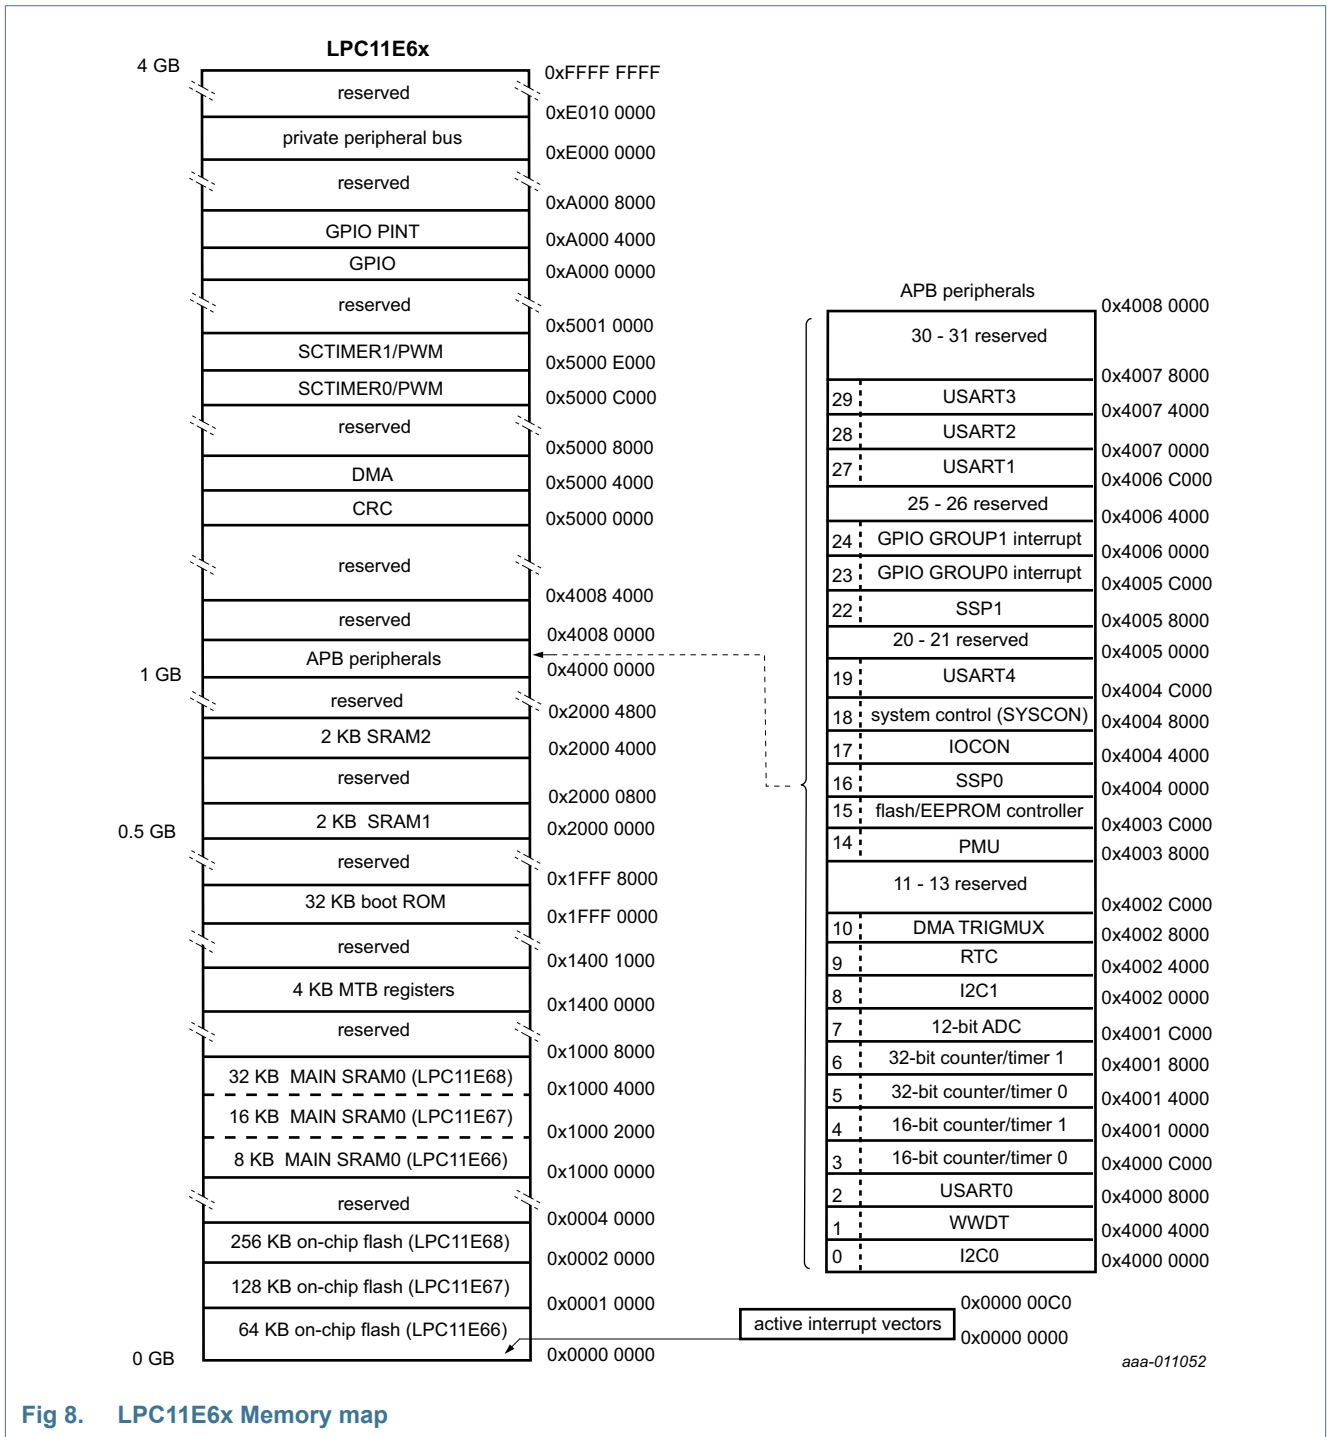 LPC11E6x
4 GB
0xFFFF FFFF
reserved
0xE010 0000
private peripheral bus
0xE000 0000
reserved
0xA000 8000
GPIO PINT
0xA000 4000
GPIO
0xA000 0000
reserved
0x5001 0000
SCTIMER1/PWM
0x5000 E000
SCTIMER0/PWM
0x5000 C000
reserved
0x5000 8000
DMA
0x5000 4000
CRC
0x5000 0000
reserved
0x4008 4000
reserved
0x4008 0000
APB peripherals
0x4000 0000
1 GB
reserved
0x2000 4800
2 KB SRAM2
0x2000 4000
reserved
0x2000 0800
2 KB SRAM1
0x2000 0000
0.5 GB
reserved
0x1FFF 8000
32 KB boot ROM
0x1FFF 0000
reserved
0x1400 1000
4 KB MTB registers
0x1400 0000
reserved
0x1000 8000
32 KB MAIN SRAM0 (LPC11E68)
0x1000 4000
16 KB MAIN SRAM0 (LPC11E67)
0x1000 2000
8 KB MAIN SRAM0 (LPC11E66)
0x1000 0000
reserved
0x0004 0000
256 KB on-chip flash (LPC11E68)
0x0002 0000
128 KB on-chip flash (LPC11E67)
0x0001 0000
64 KB on-chip flash (LPC11E66)
0x0000 0000
0 GB
APB peripherals
0x4008 0000
30 - 31 reserved
0x4007 8000
29 USART3
0x4007 4000
28 USART2
0x4007 0000
27 USART1
0x4006 C000
25 - 26 reserved
0x4006 4000
24 GPIO GROUP1 interrupt
0x4006 0000
23 GPIO GROUP0 interrupt
0x4005 C000
22 SSP1
0x4005 8000
20 - 21 reserved
0x4005 0000
19 USART4
0x4004 C000
18 system control (SYSCON)
0x4004 8000
17 IOCON
0x4004 4000
16 SSP0
0x4004 0000
15 flash/EEPROM controller
0x4003 C000
14 PMU
0x4003 8000
11 - 13 reserved
0x4002 C000
10 DMA TRIGMUX
0x4002 8000
9 RTC
0x4002 4000
8 I2C1
0x4002 0000
7 12-bit ADC
0x4001 C000
6 32-bit counter/timer 1
0x4001 8000
5 32-bit counter/timer 0
0x4001 4000
4 16-bit counter/timer 1
0x4001 0000
3 16-bit counter/timer 0
0x4000 C000
2 USART0
0x4000 8000
1 WWDT
0x4000 4000
0 I2C0
0x4000 0000
0x0000 00C0
active interrupt vectors
0x0000 0000
aaa-011052
Fig 8. LPC11E6x Memory map